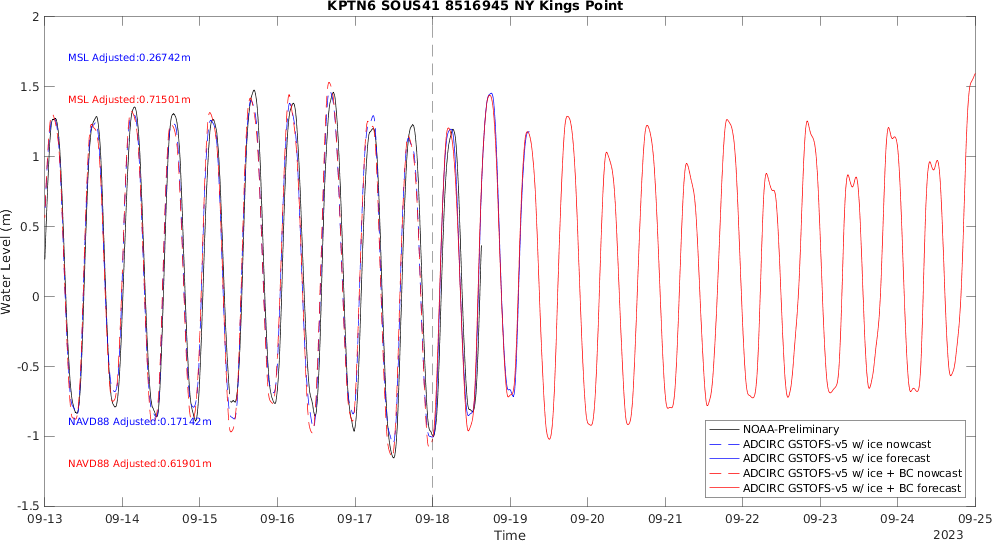 KPTN6 SOUS41 8516945 NY Kings Point
MSL Adjusted:0.26742m
MSL Adjusted:0.71501m
NAVD88 Adjusted:0.17142m
NAVD88 Adjusted:0.61901m
Water Level (m)
2
1.5
1
0.5
0
-0.5
-1
-1.5
NOAA-Preliminary
ADCIRC GSTOFS-v5 w/ ice nowcast
ADCIRC GSTOFS-v5 w/ ice forecast
ADCIRC GSTOFS-v5 w/ ice + BC nowcast
ADCIRC GSTOFS-v5 w/ ice + BC forecast
09-13 09-14 09-15 09-16 09-17 09-18 09-19 09-20 09-21 09-22 09-23 09-24 09-25
Time
2023